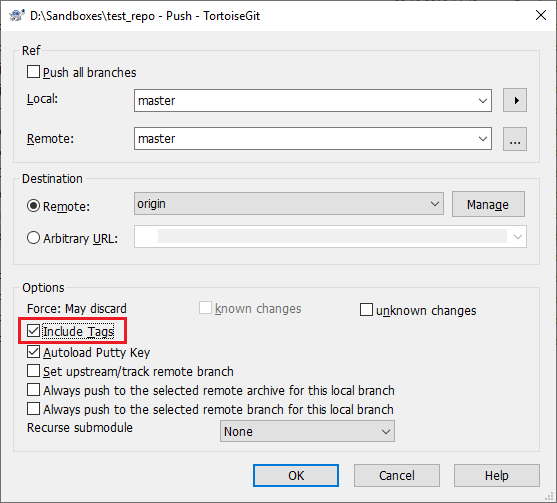 D:\Sandboxes\test_repo - Push - TortoiseGit
Ref
Push all branches
Local:
master
Remote:
master
...
Destination
Remote:
origin
Manage
Arbitrary URL:
Options
Force: May discard
known changes
unknown changes
Include Tags
Autoload Putty Key
Set upstream/track remote branch
Always push to the selected remote archive for this local branch
Always push to the selected remote branch for this local branch
Recurse submodule
None
OK
Cancel
Help